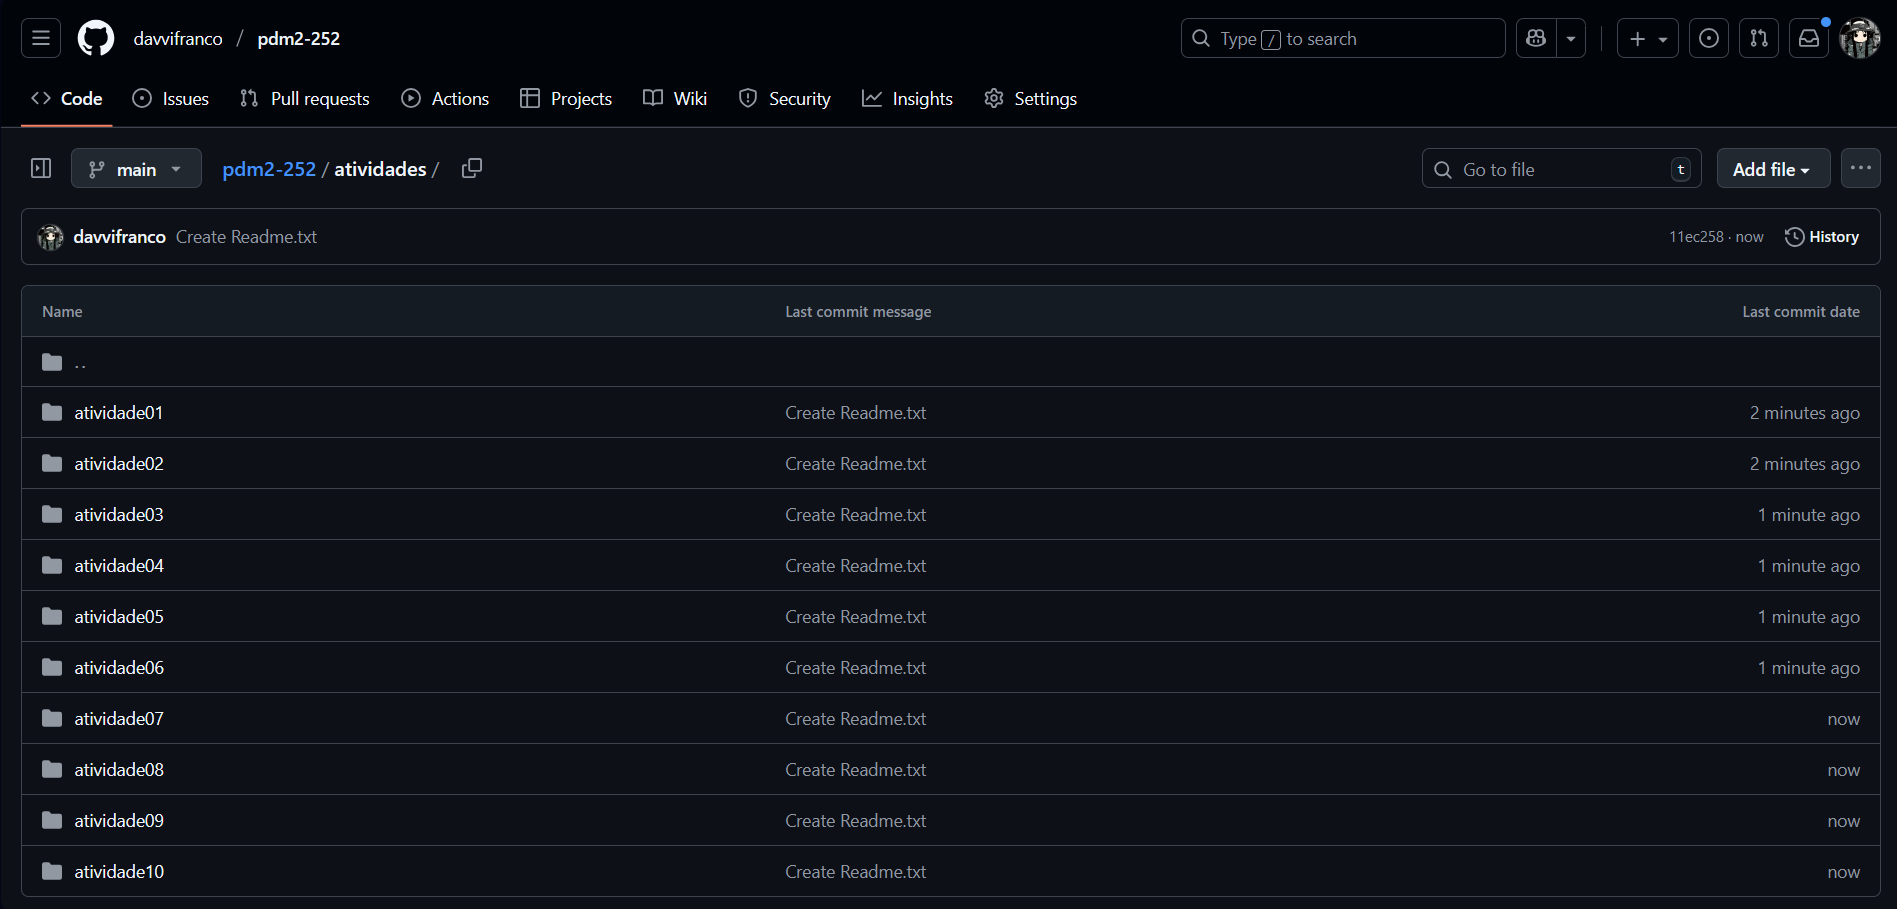 davvifranco / pdm2-252
Type / to search
Code Issues Pull requests Actions Projects Wiki Security Insights Settings
main pdm2-252 / atividades / Go to file t Add file
davvifranco Create Readme.txt 11ec258 · now History
Name Last commit message Last commit date
..
atividade01 Create Readme.txt 2 minutes ago
atividade02 Create Readme.txt 2 minutes ago
atividade03 Create Readme.txt 1 minute ago
atividade04 Create Readme.txt 1 minute ago
atividade05 Create Readme.txt 1 minute ago
atividade06 Create Readme.txt 1 minute ago
atividade07 Create Readme.txt now
atividade08 Create Readme.txt now
atividade09 Create Readme.txt now
atividade10 Create Readme.txt now